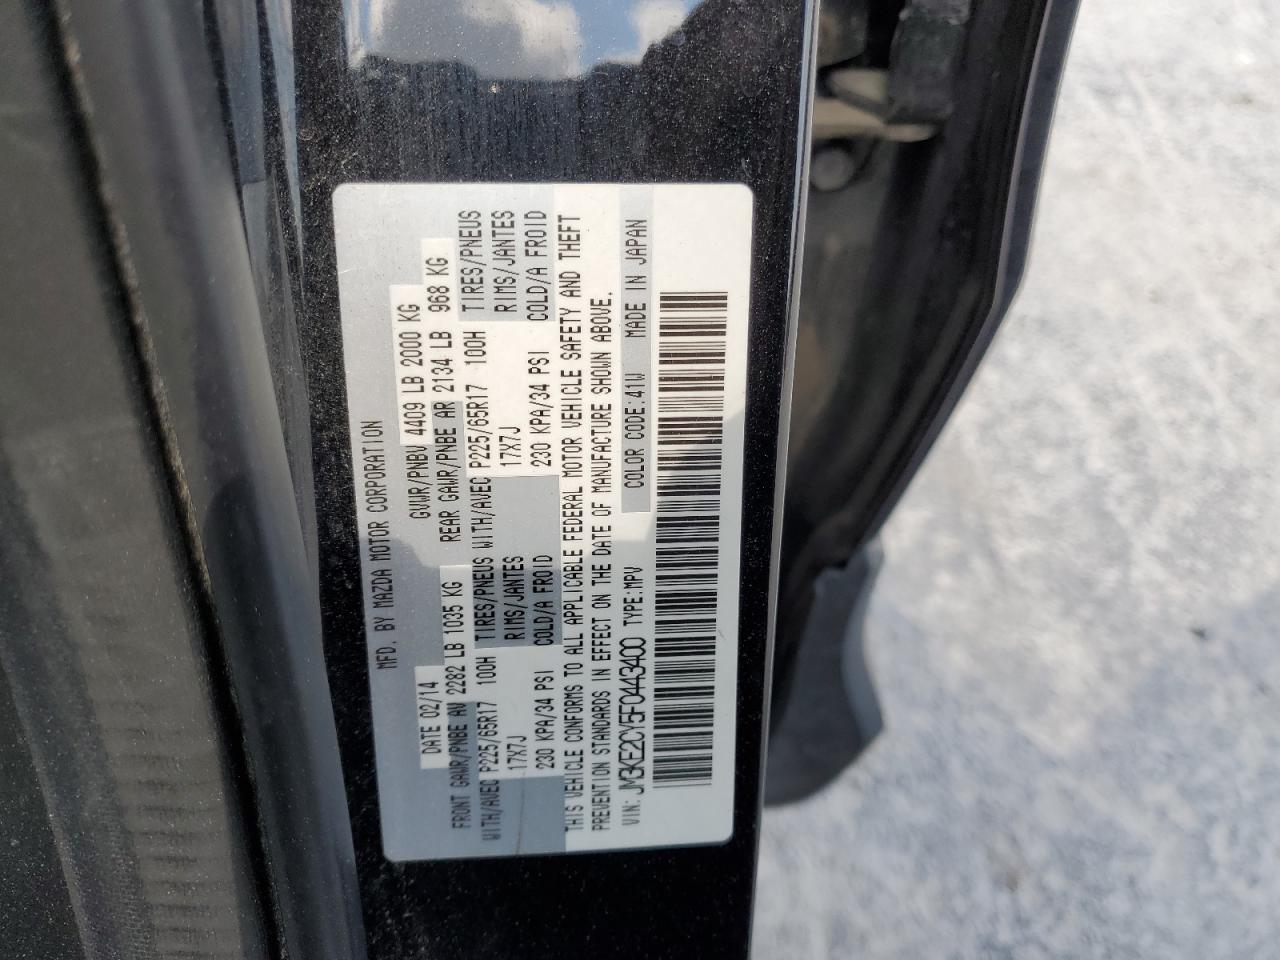 MFD. BY MAZDA MOTOR CORPORATION
DATE 02/14 GVWR/PNBV 4409 LB 2000 KG
FRONT GAWR/PNBE AV 2282 LB 1035 KG REAR GAWR/PNBE AR 2134 LB 968 KG
WITH/AVEC P225/65R17 100H TIRES/PNEUS WITH/AVEC P225/65R17 100H TIRES/PNEUS
17X7J RIMS/JANTES 17X7J RIMS/JANTES
230 KPA/34 PSI COLD/A FROID 230 KPA/34 PSI COLD/A FROID
THIS VEHICLE CONFORMS TO ALL APPLICABLE FEDERAL MOTOR VEHICLE SAFETY AND THEFT
PREVENTION STANDARDS IN EFFECT ON THE DATE OF MANUFACTURE SHOWN ABOVE.
VIN: JM3KE2CY5F0443400 TYPE:MPV COLOR CODE:41W MADE IN JAPAN